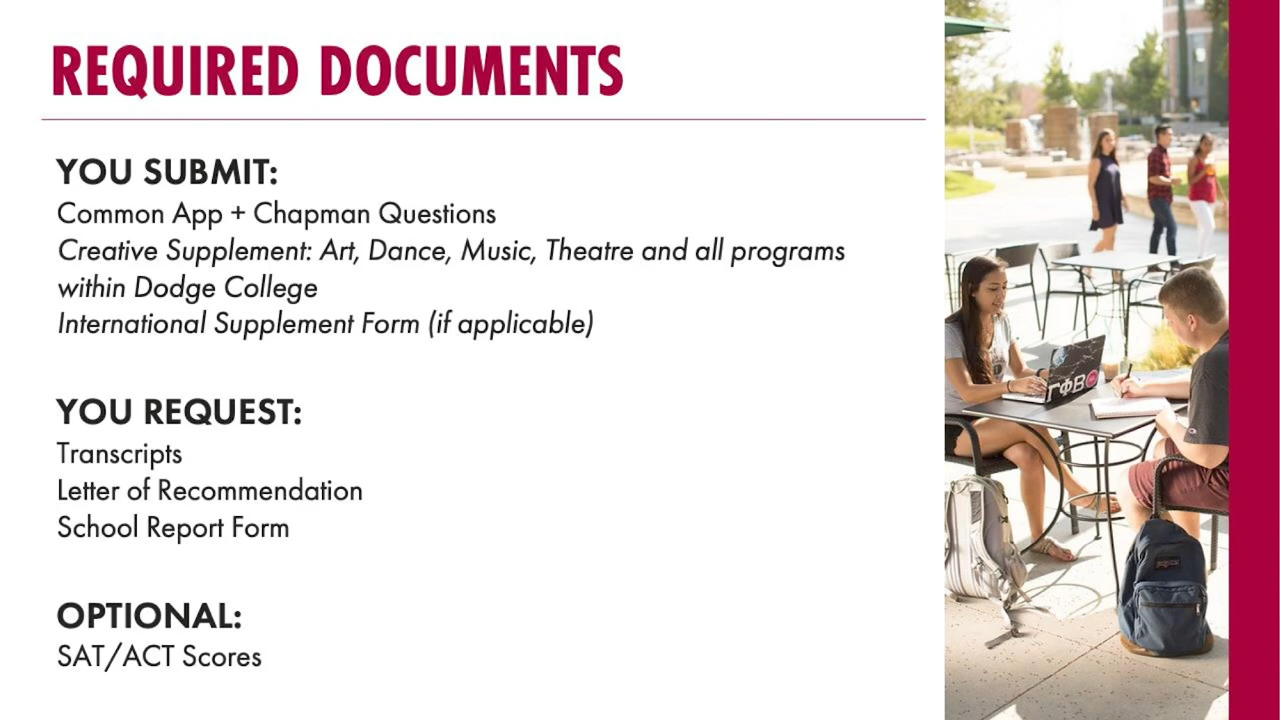 REQUIRED DOCUMENTS
YOU SUBMIT:
Common App + Chapman Questions
Creative Supplement: Art, Dance, Music, Theatre and all programs
within Dodge College
International Supplement Form (if applicable)
YOU REQUEST:
Transcripts
Letter of Recommendation
School Report Form
OPTIONAL:
SAT/ACT Scores
ΓΦΒ